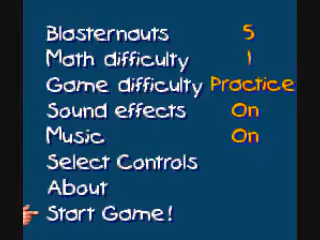 Blasternauts 5
Math difficulty 1
Game difficulty Practice
Sound effects On
Music On
Select Controls
About
Start Game!